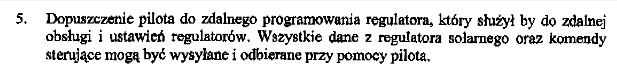 5. Dopuszczenie pilota do zdalnego programowania regulatora, który służył by do zdalnej
obsługi i ustawień regulatorów. Wszystkie dane z regulatora solarnego oraz komendy
sterujące mogą być wysyłane i odbierane przy pomocy pilota.